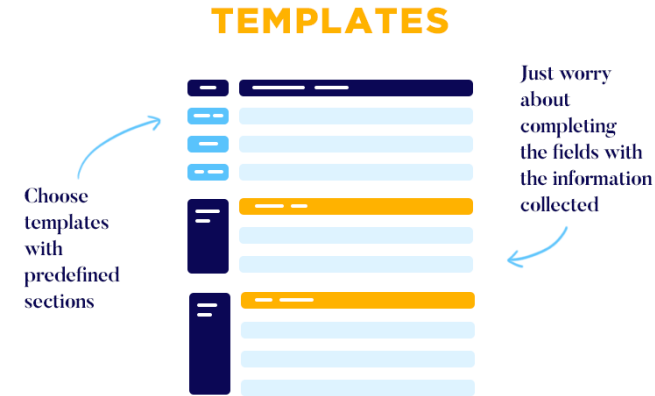 TEMPLATES
Choose
templates
with
predefined
sections
Just worry
about
completing
the fields with
the information
collected